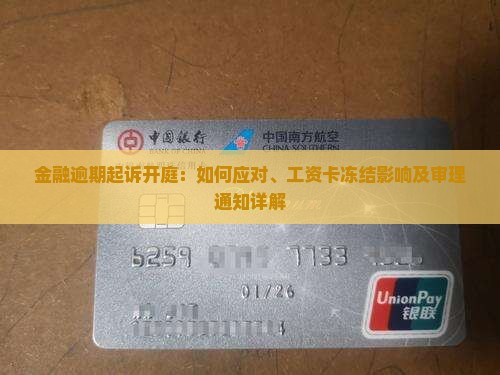 中国银行
中国南方航空
CHINA SOUTHERN
金融逾期起诉开庭：如何应对、工资卡冻结影响及审理
通知详解
6259 7733
01/26
UnionPay
银联